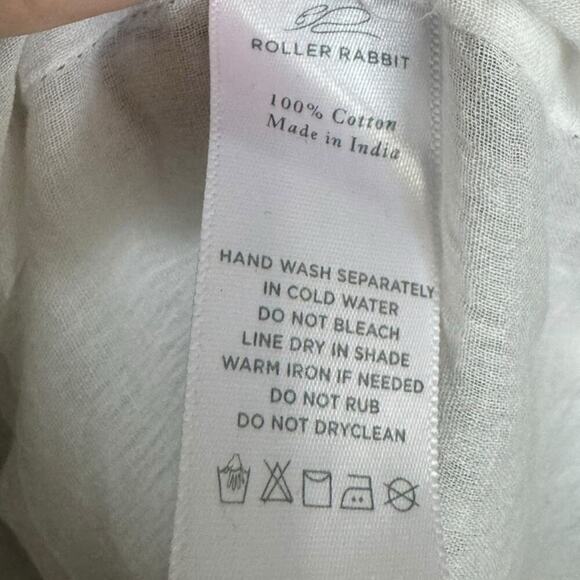 ROLLER RABBIT
100% Cotton
Made in India
HAND WASH SEPARATELY
IN COLD WATER
DO NOT BLEACH
LINE DRY IN SHADE
WARM IRON IF NEEDED
DO NOT RUB
DO NOT DRYCLEAN